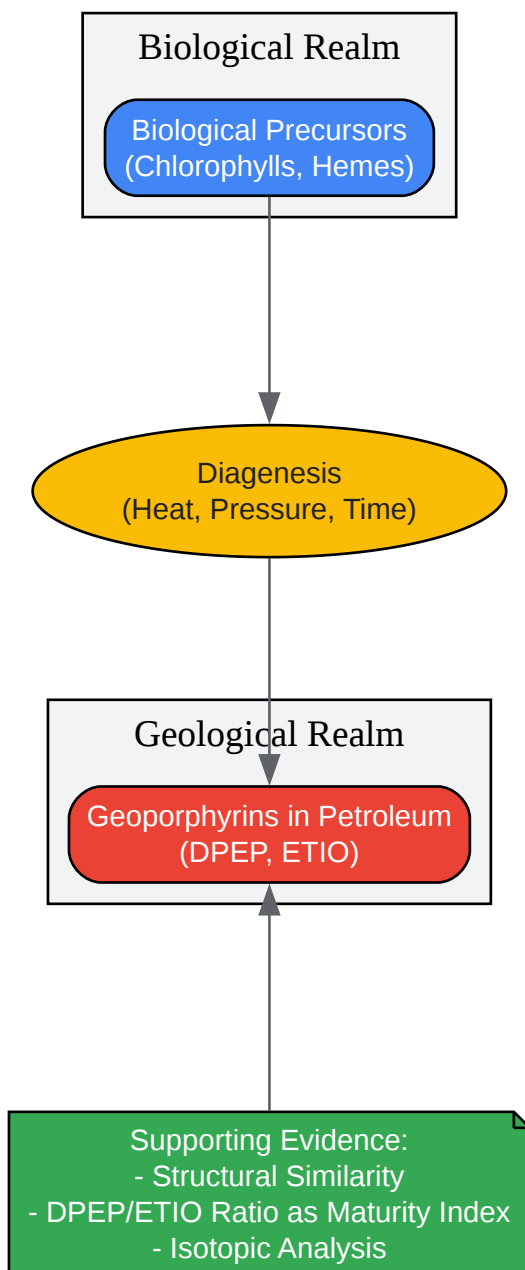 Biological Realm
Biological Precursors
(Chlorophylls, Hemes)
Diagenesis
(Heat, Pressure, Time)
Geological Realm
Geoporphyrins in Petroleum
(DPEP, ETIO)
Supporting Evidence:
- Structural Similarity
- DPEP/ETIO Ratio as Maturity Index
- Isotopic Analysis